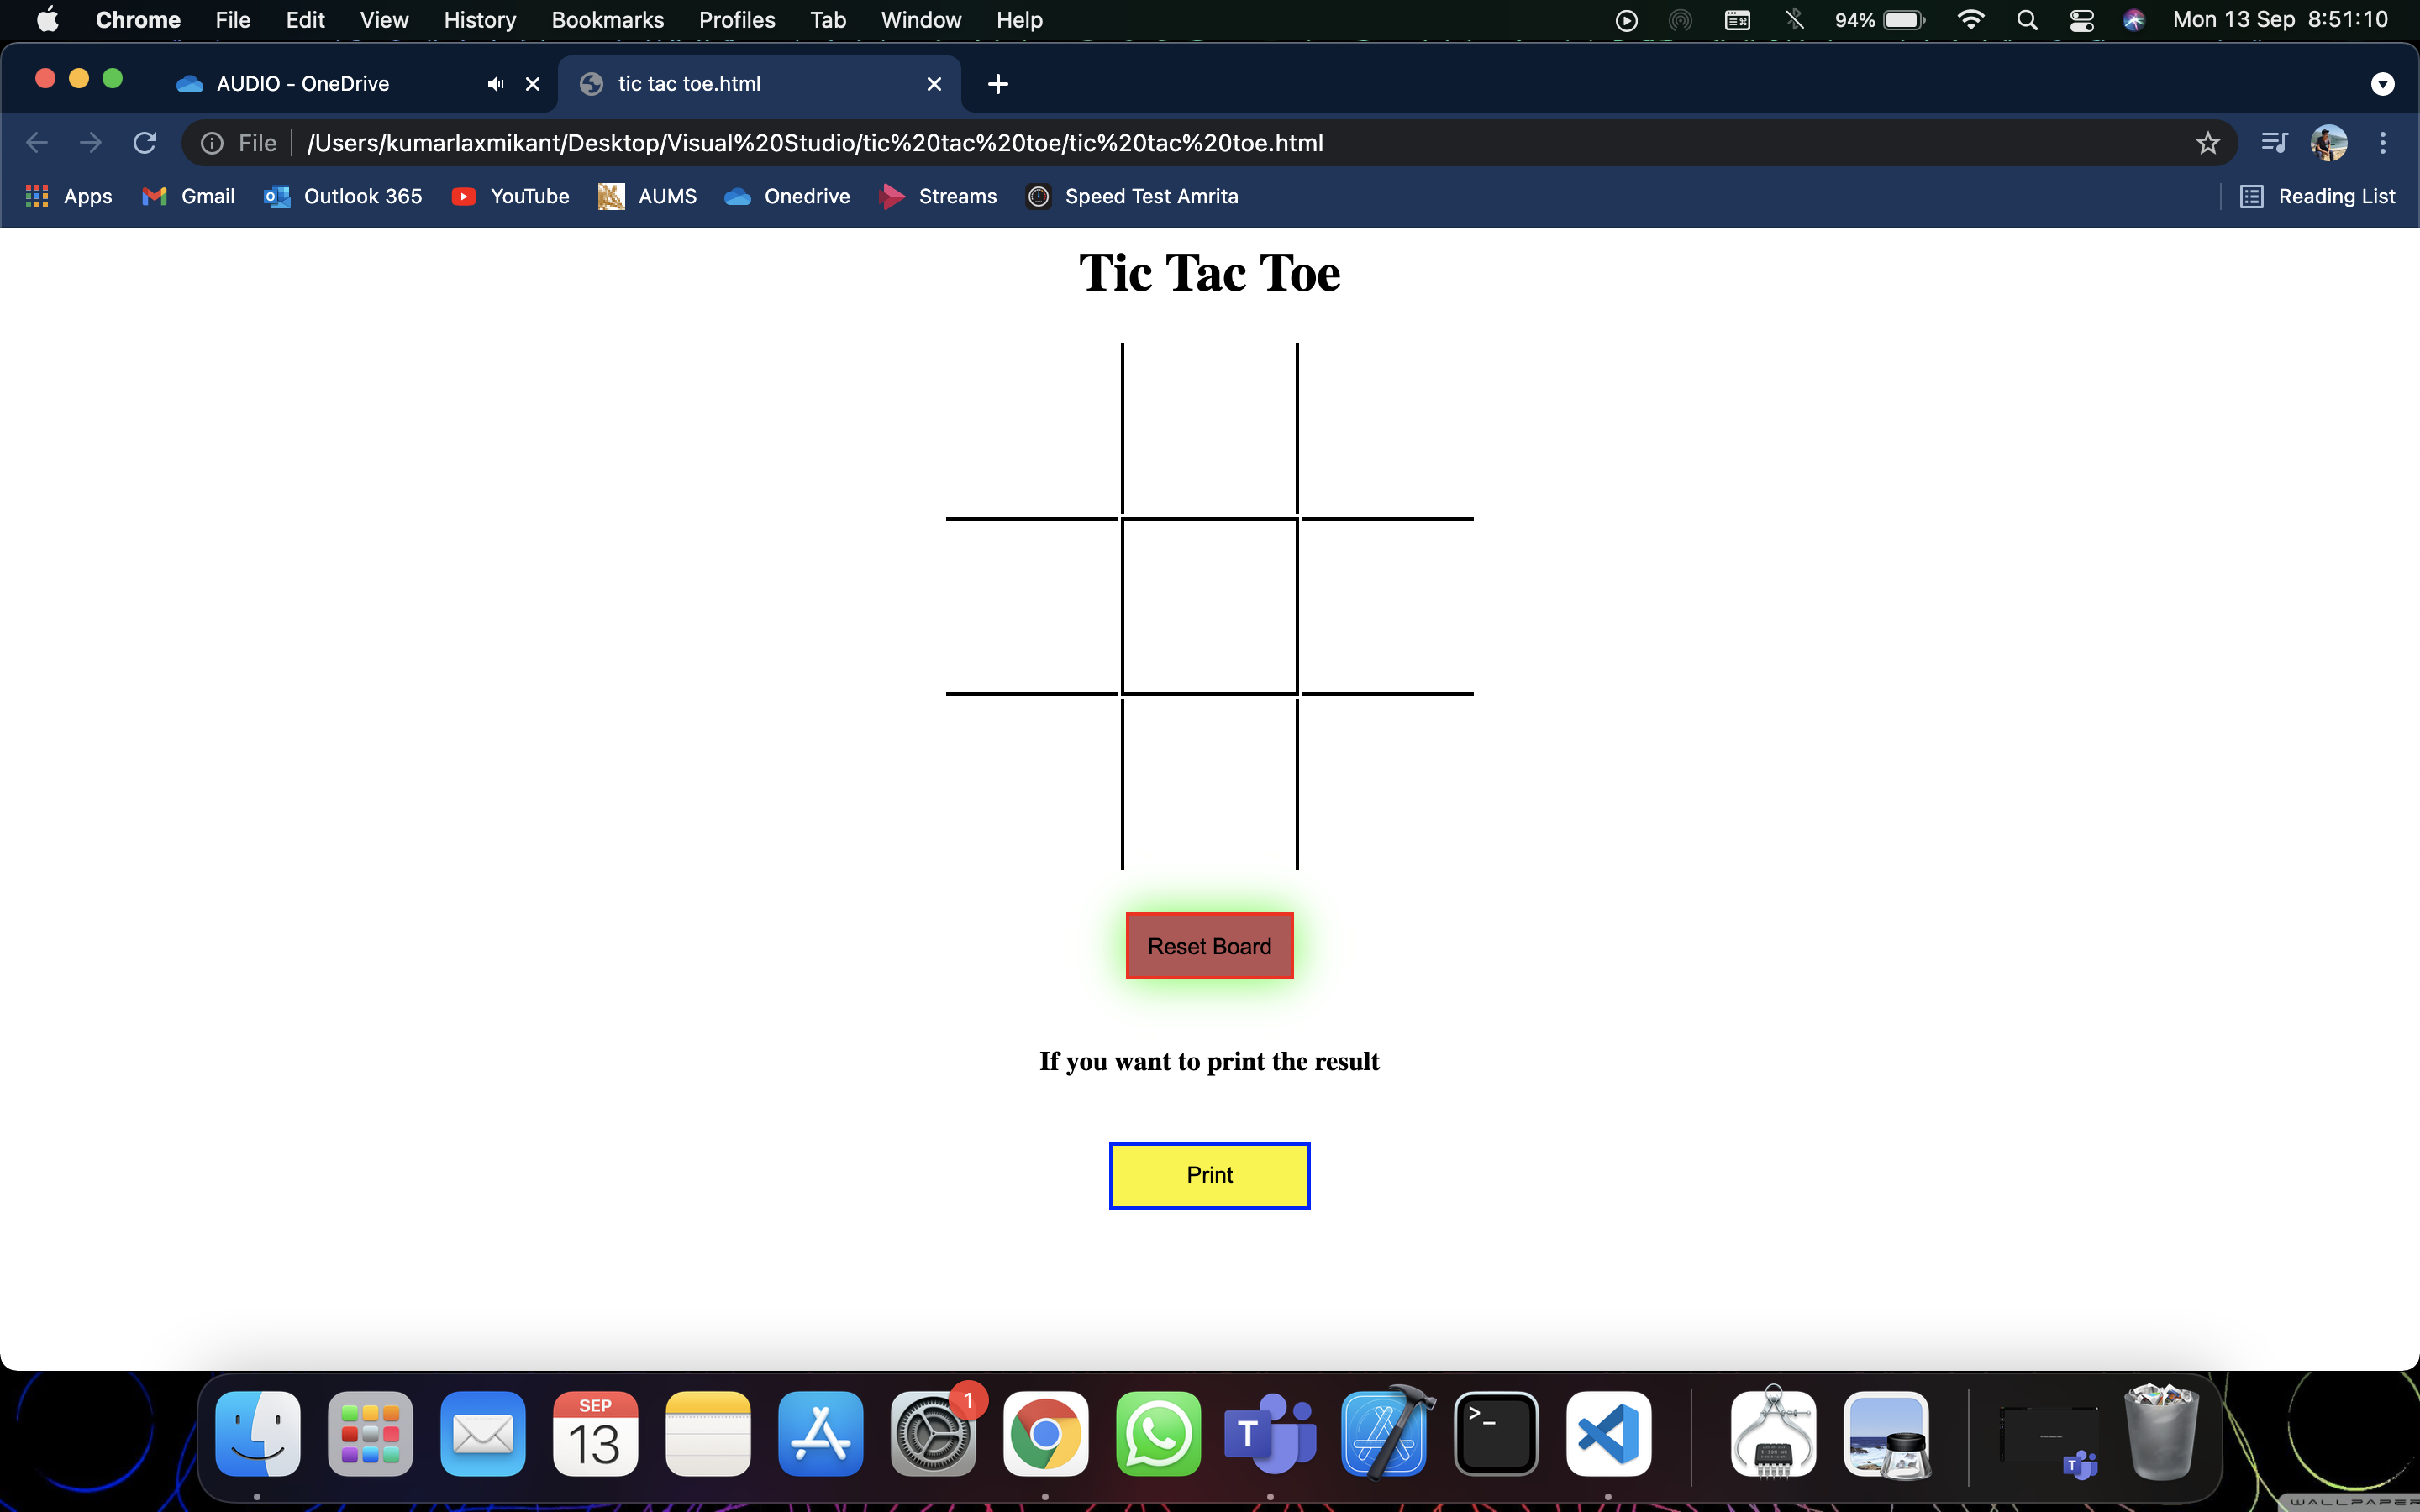 Chrome File Edit View History Bookmarks Profiles Tab Window Help 94% Mon 13 Sep 8:51:10
AUDIO - OneDrive tic tac toe.html
File /Users/kumarlaxmikant/Desktop/Visual%20Studio/tic%20tac%20toe/tic%20tac%20toe.html
Apps Gmail Outlook 365 YouTube AUMS Onedrive Streams Speed Test Amrita Reading List
Tic Tac Toe
Reset Board
If you want to print the result
Print
SEP 1
13 T >_
T
WALLPAPER